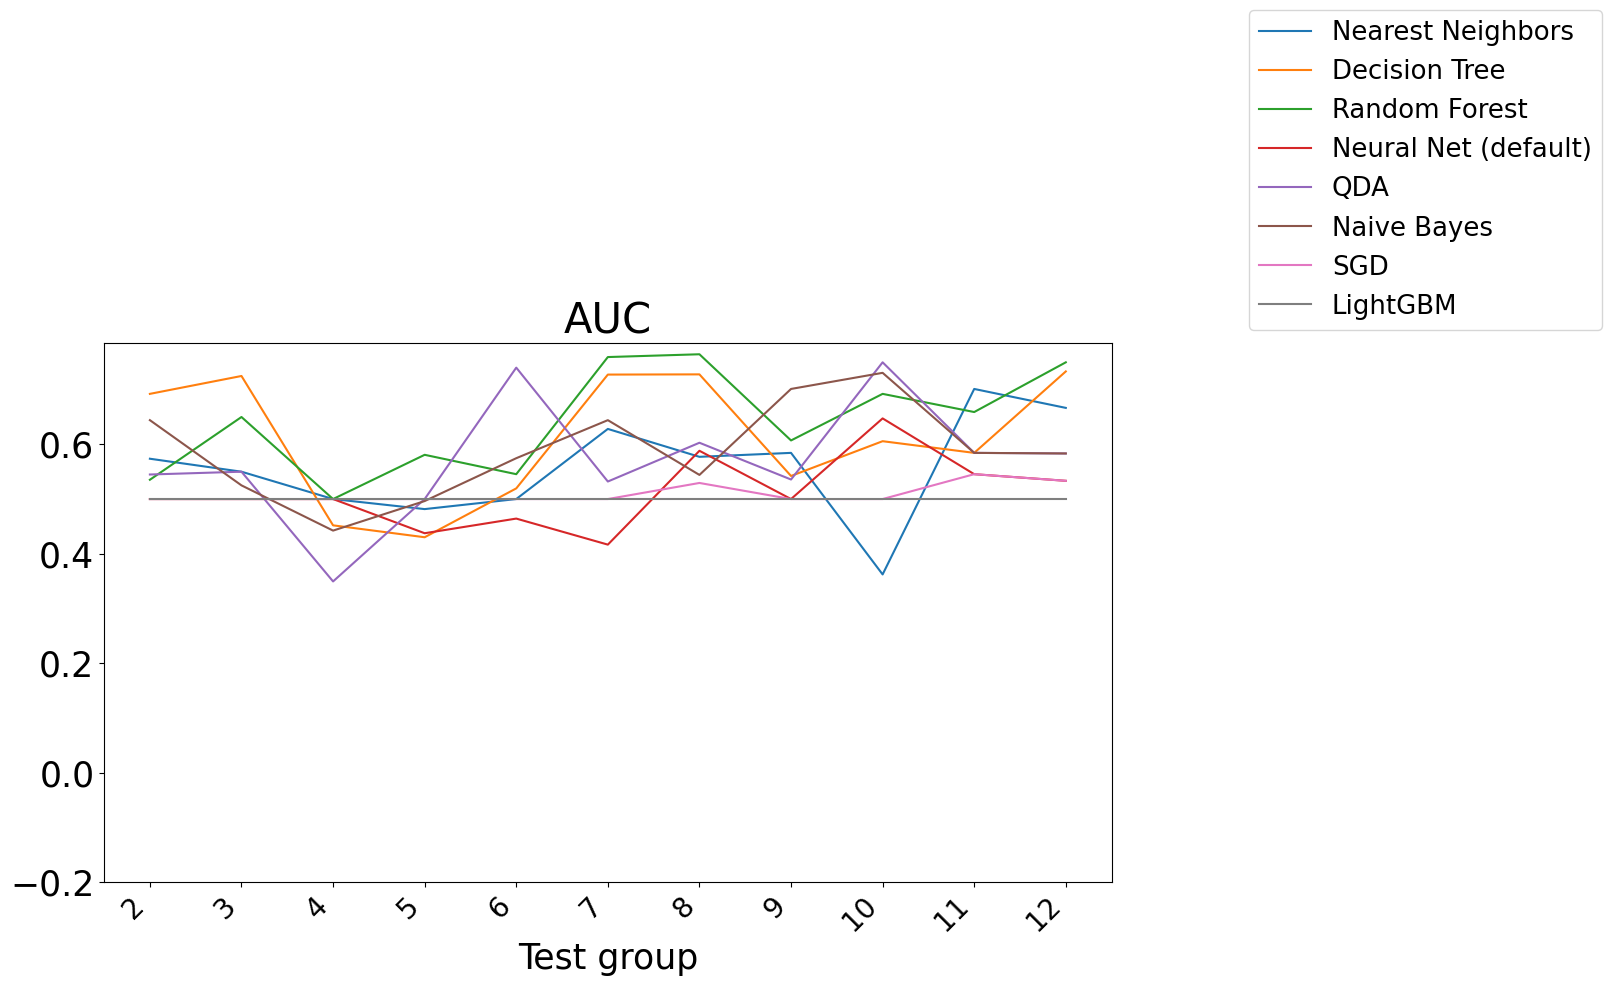 Nearest Neighbors
Decision Tree
Random Forest
Neural Net (default)
QDA
Naive Bayes
SGD
LightGBM
AUC
0.6
0.4
0.2
0.0
−0.2
2 3 4 5 6 7 8 9 10 11 12
Test group